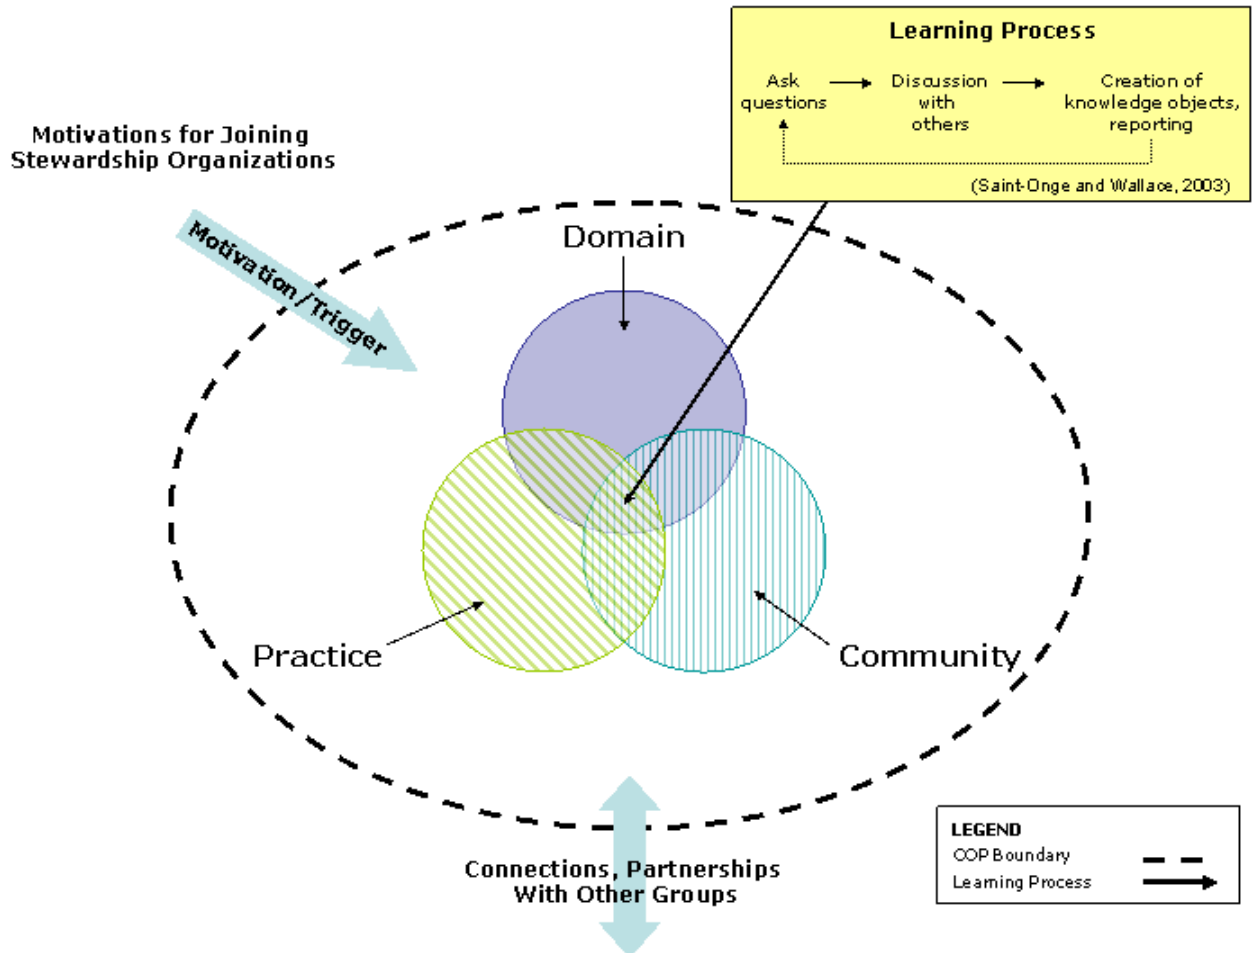 Learning Process
Ask
questions
Discussion
with
others
Creation of
knowledge objects,
reporting
(Saint-Onge and Wallace, 2003)
Motivations for Joining
Stewardship Organizations
Motivation/Trigger
Domain
Practice
Community
Connections, Partnerships
With Other Groups
LEGEND
COP Boundary
Learning Process